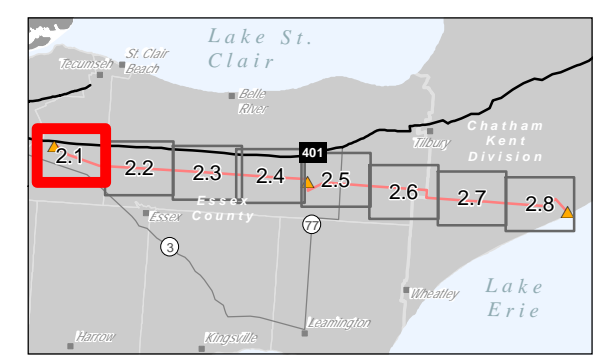 Lake St.
Clair
St. Clair
Beach
Tecumseh
Belle
River
401
Tilbury
Chatham
Kent
Division
2.1
2.2
2.3
2.4
2.5
2.6
2.7
2.8
Essex
County
Essex
77
3
Wheatley
Lake
Erie
Harrow
Kingsville
Leamington